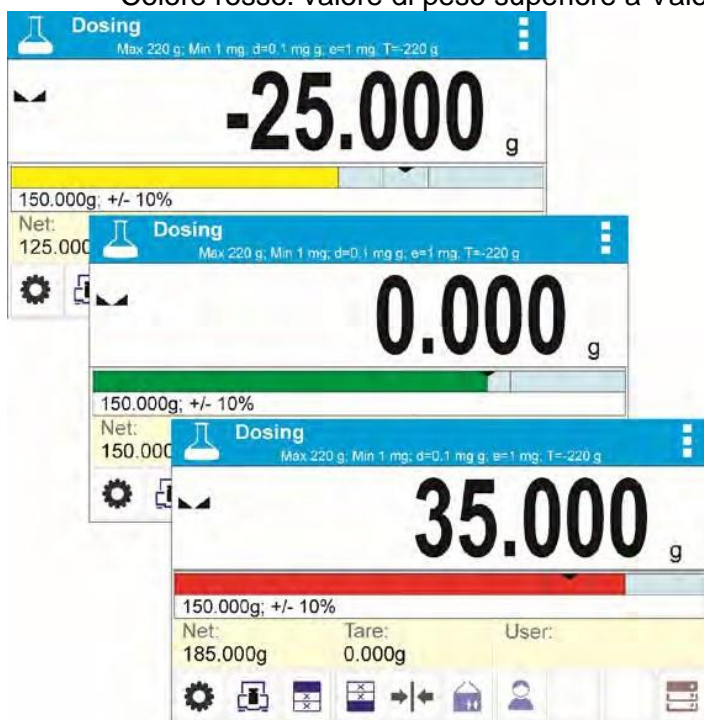 Colore rosso: valore di peso superiore a Valo
Dosing
Max 220 g; Min 1 mg; d=0.1 mg g; e=1 mg; T=-220 g
-25.000 g
150.000g; +/- 10%
Net:
125.000
Dosing
Max 220 g; Min 1 mg; d=0.1 mg g; e=1 mg; T=-220 g
0.000 g
150.000g; +/- 10%
Net:
150.000
Dosing
Max 220 g; Min 1 mg; d=0.1 mg g; e=1 mg; T=-220 g
35.000 g
150.000g; +/- 10%
Net: Tare: User:
185.000g 0.000g